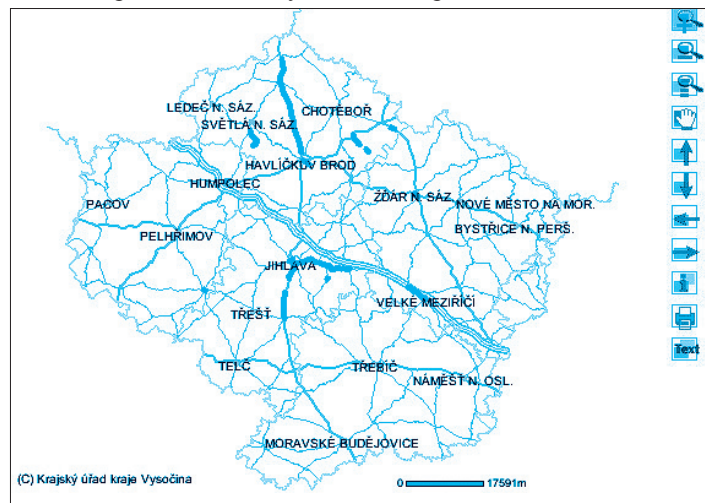 LEDEČ N. SÁZ.
CHOTĚBOŘ
SVĚTLÁ N. SÁZ.
HAVLÍČKUV BROD
HUMPOLEC
ŽĎÁR N. SÁZ.
PACOV
NOVÉ MĚSTO NA MOR.
PELHŘIMOV
BYSTŘICE N. PERŠ.
JIHLAVA
VELKÉ MEZIŘÍČÍ
TŘEŠŤ
TELČ
TŘEBÍČ
NÁMĚŠŤ N. OSL.
MORAVSKÉ BUDĚJOVICE
Text
(C) Krajský úřad kraje Vysočina
0 17591m